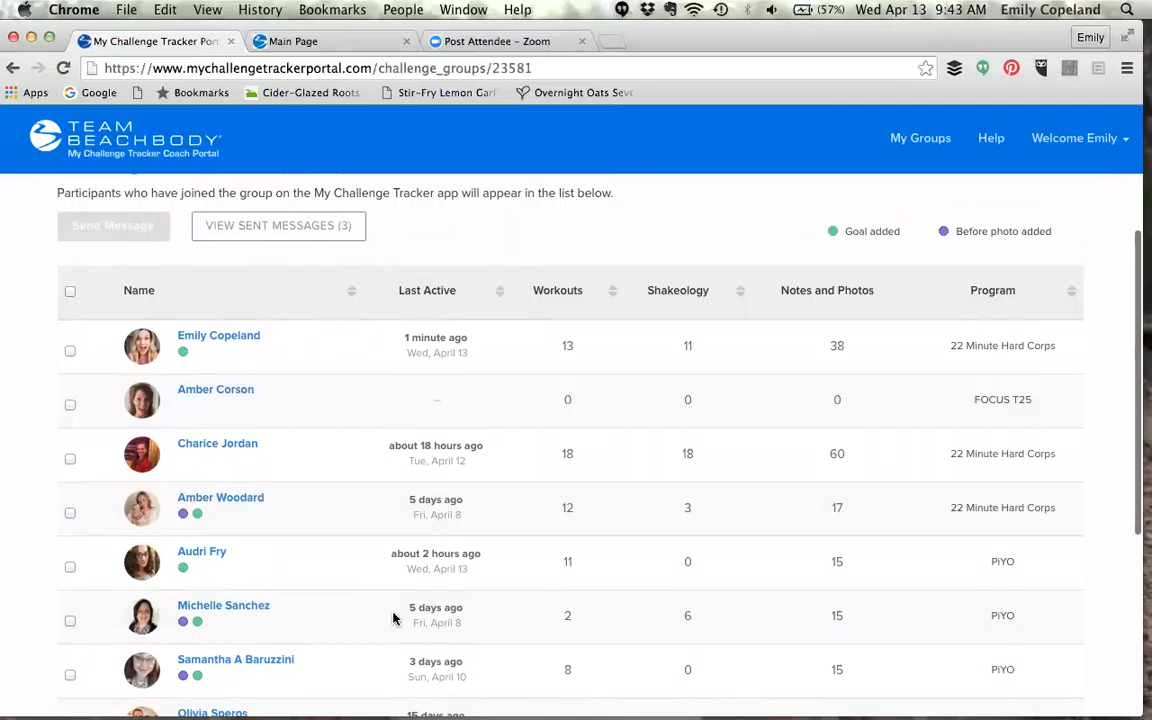 Chrome File Edit View History Bookmarks People Window Help (57%) Wed Apr 13 9:43 AM Emily Copeland
My Challenge Tracker Por Main Page Post Attendee – Zoom Emily
https://www.mychallengetrackerportal.com/challenge_groups/23581
Apps Google Bookmarks Cider-Glazed Roots Stir-Fry Lemon Garl Overnight Oats Seve
TEAM
BEACHBODY
My Challenge Tracker Coach Portal
My Groups Help Welcome Emily
Participants who have joined the group on the My Challenge Tracker app will appear in the list below.
Send Message VIEW SENT MESSAGES (3) Goal added Before photo added
Name Last Active Workouts Shakeology Notes and Photos Program
Emily Copeland 1 minute ago
Wed, April 13 13 11 38 22 Minute Hard Corps
Amber Corson – 0 0 0 FOCUS T25
Charice Jordan about 18 hours ago
Tue, April 12 18 18 60 22 Minute Hard Corps
Amber Woodard 5 days ago
Fri, April 8 12 3 17 22 Minute Hard Corps
Audri Fry about 2 hours ago
Wed, April 13 11 0 15 PiYO
Michelle Sanchez 5 days ago
Fri, April 8 2 6 15 PiYO
Samantha A Baruzzini 3 days ago
Sun, April 10 8 0 15 PiYO
Olivia Speros 15 days ago